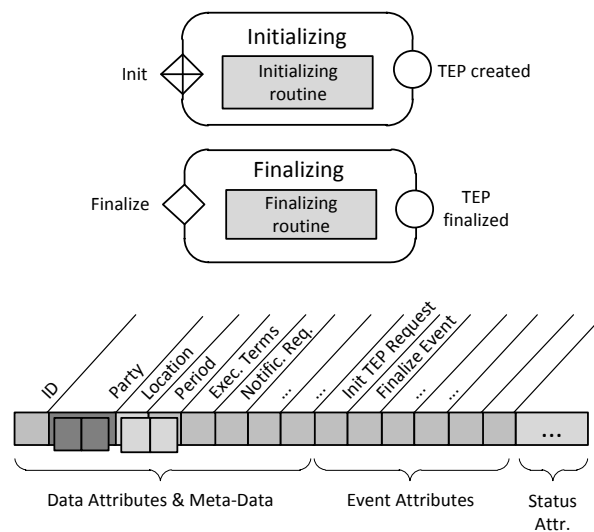 Initializing
Init
Initializing
routine
TEP created
Finalizing
Finalize
Finalizing
routine
TEP
finalized
ID
Party
Location
Period
Exec. Terms
Notific. Req.
...
...
Init TEP Request
Finalize Event
...
...
...
Data Attributes & Meta-Data
Event Attributes
Status
Attr.